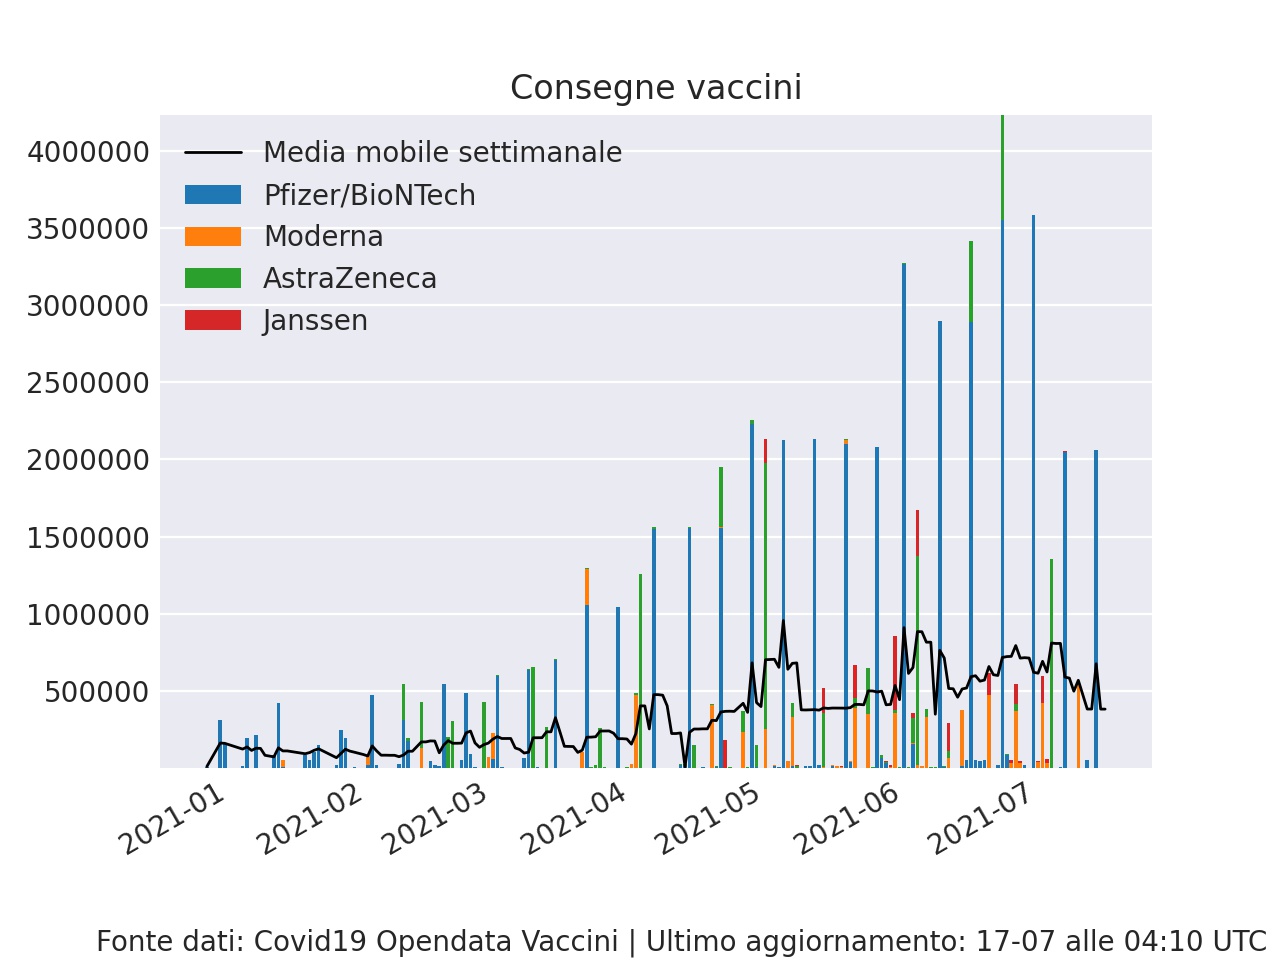 Consegne vaccini
4000000
3500000
3000000
2500000
2000000
1500000
1000000
500000
Media mobile settimanale
Pfizer/BioNTech
Moderna
AstraZeneca
Janssen
2021-01
2021-02
2021-03
2021-04
2021-05
2021-06
2021-07
Fonte dati: Covid19 Opendata Vaccini | Ultimo aggiornamento: 17-07 alle 04:10 UTC